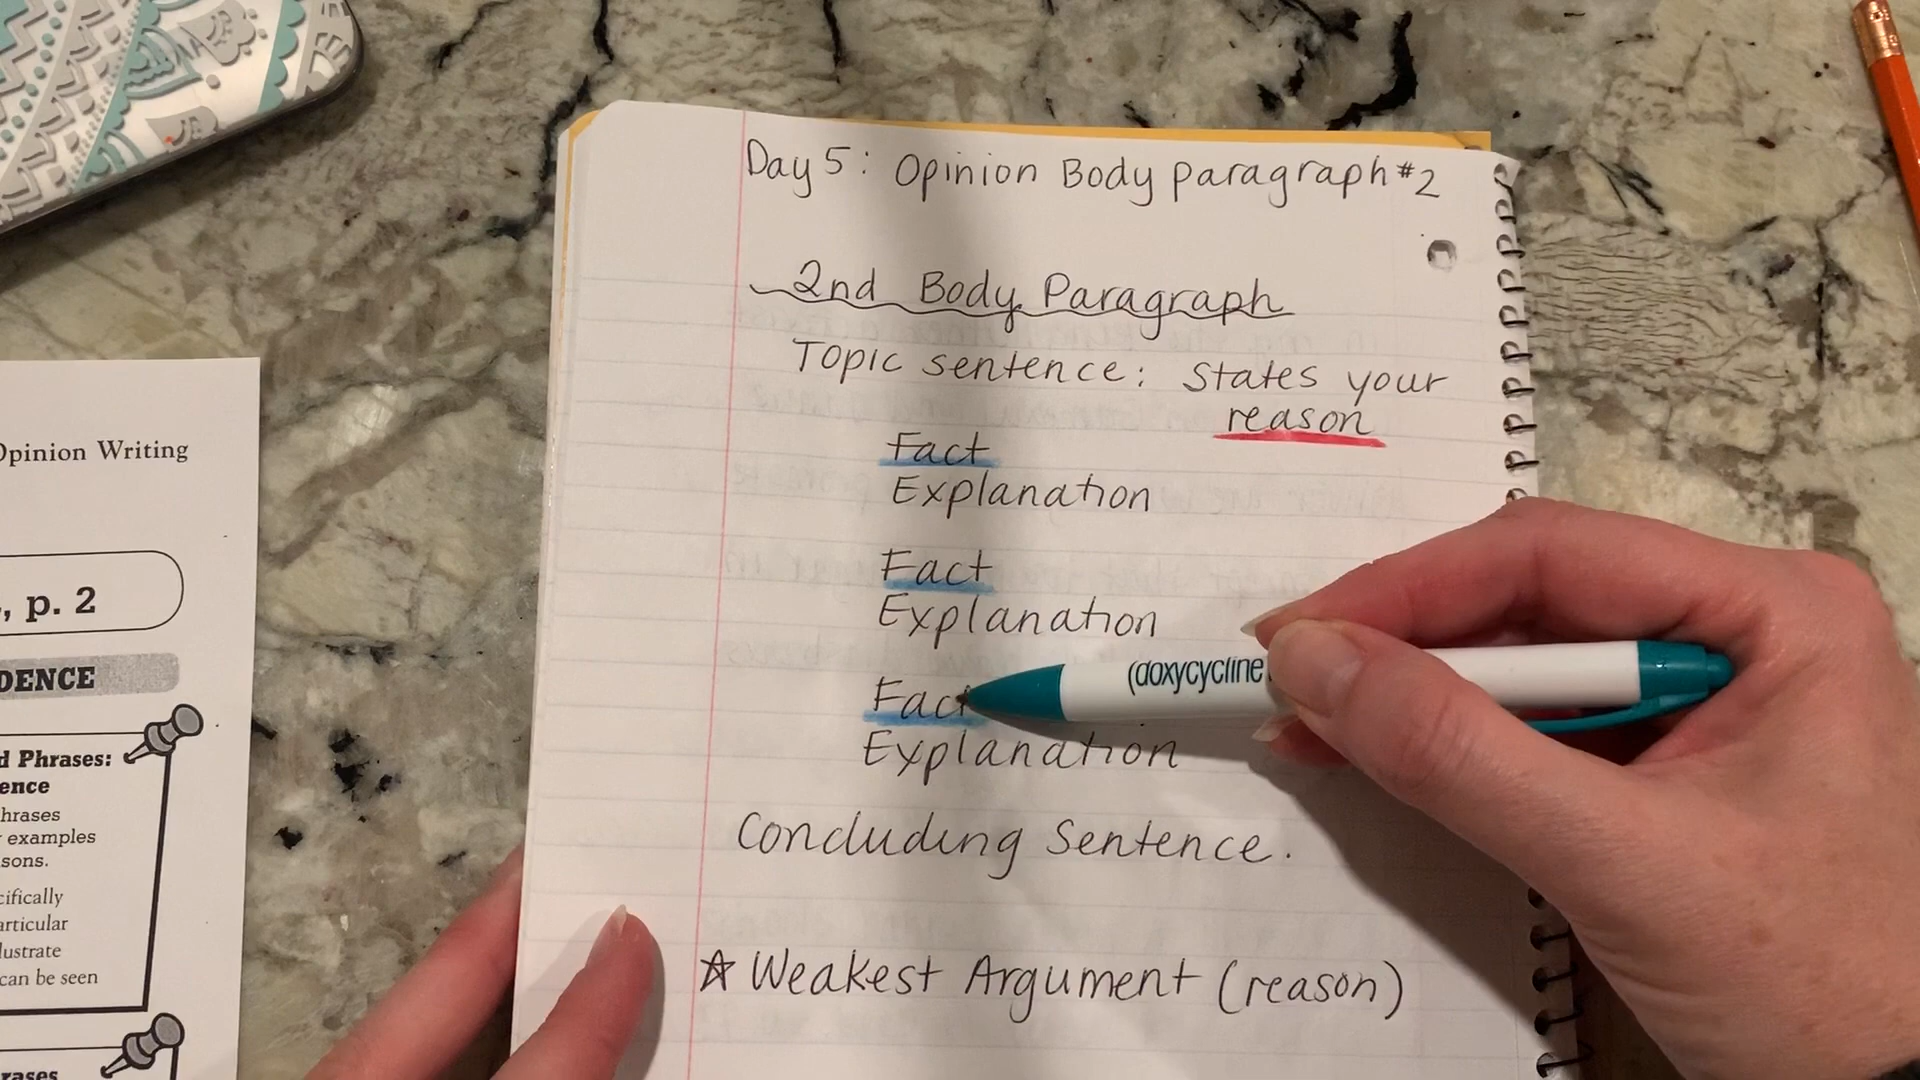 Day 5: Opinion Body Paragraph #2
2nd Body Paragraph
Topic sentence: States your
reason
Fact
Explanation
Fact
Explanation
Fact
Explanation
Concluding Sentence.
☆ Weakest Argument (reason)
(doxycycline
Opinion Writing
, p. 2
DENCE
d Phrases:
ence
hrases
examples
sons.
cifically
articular
lustrate
can be seen
rases